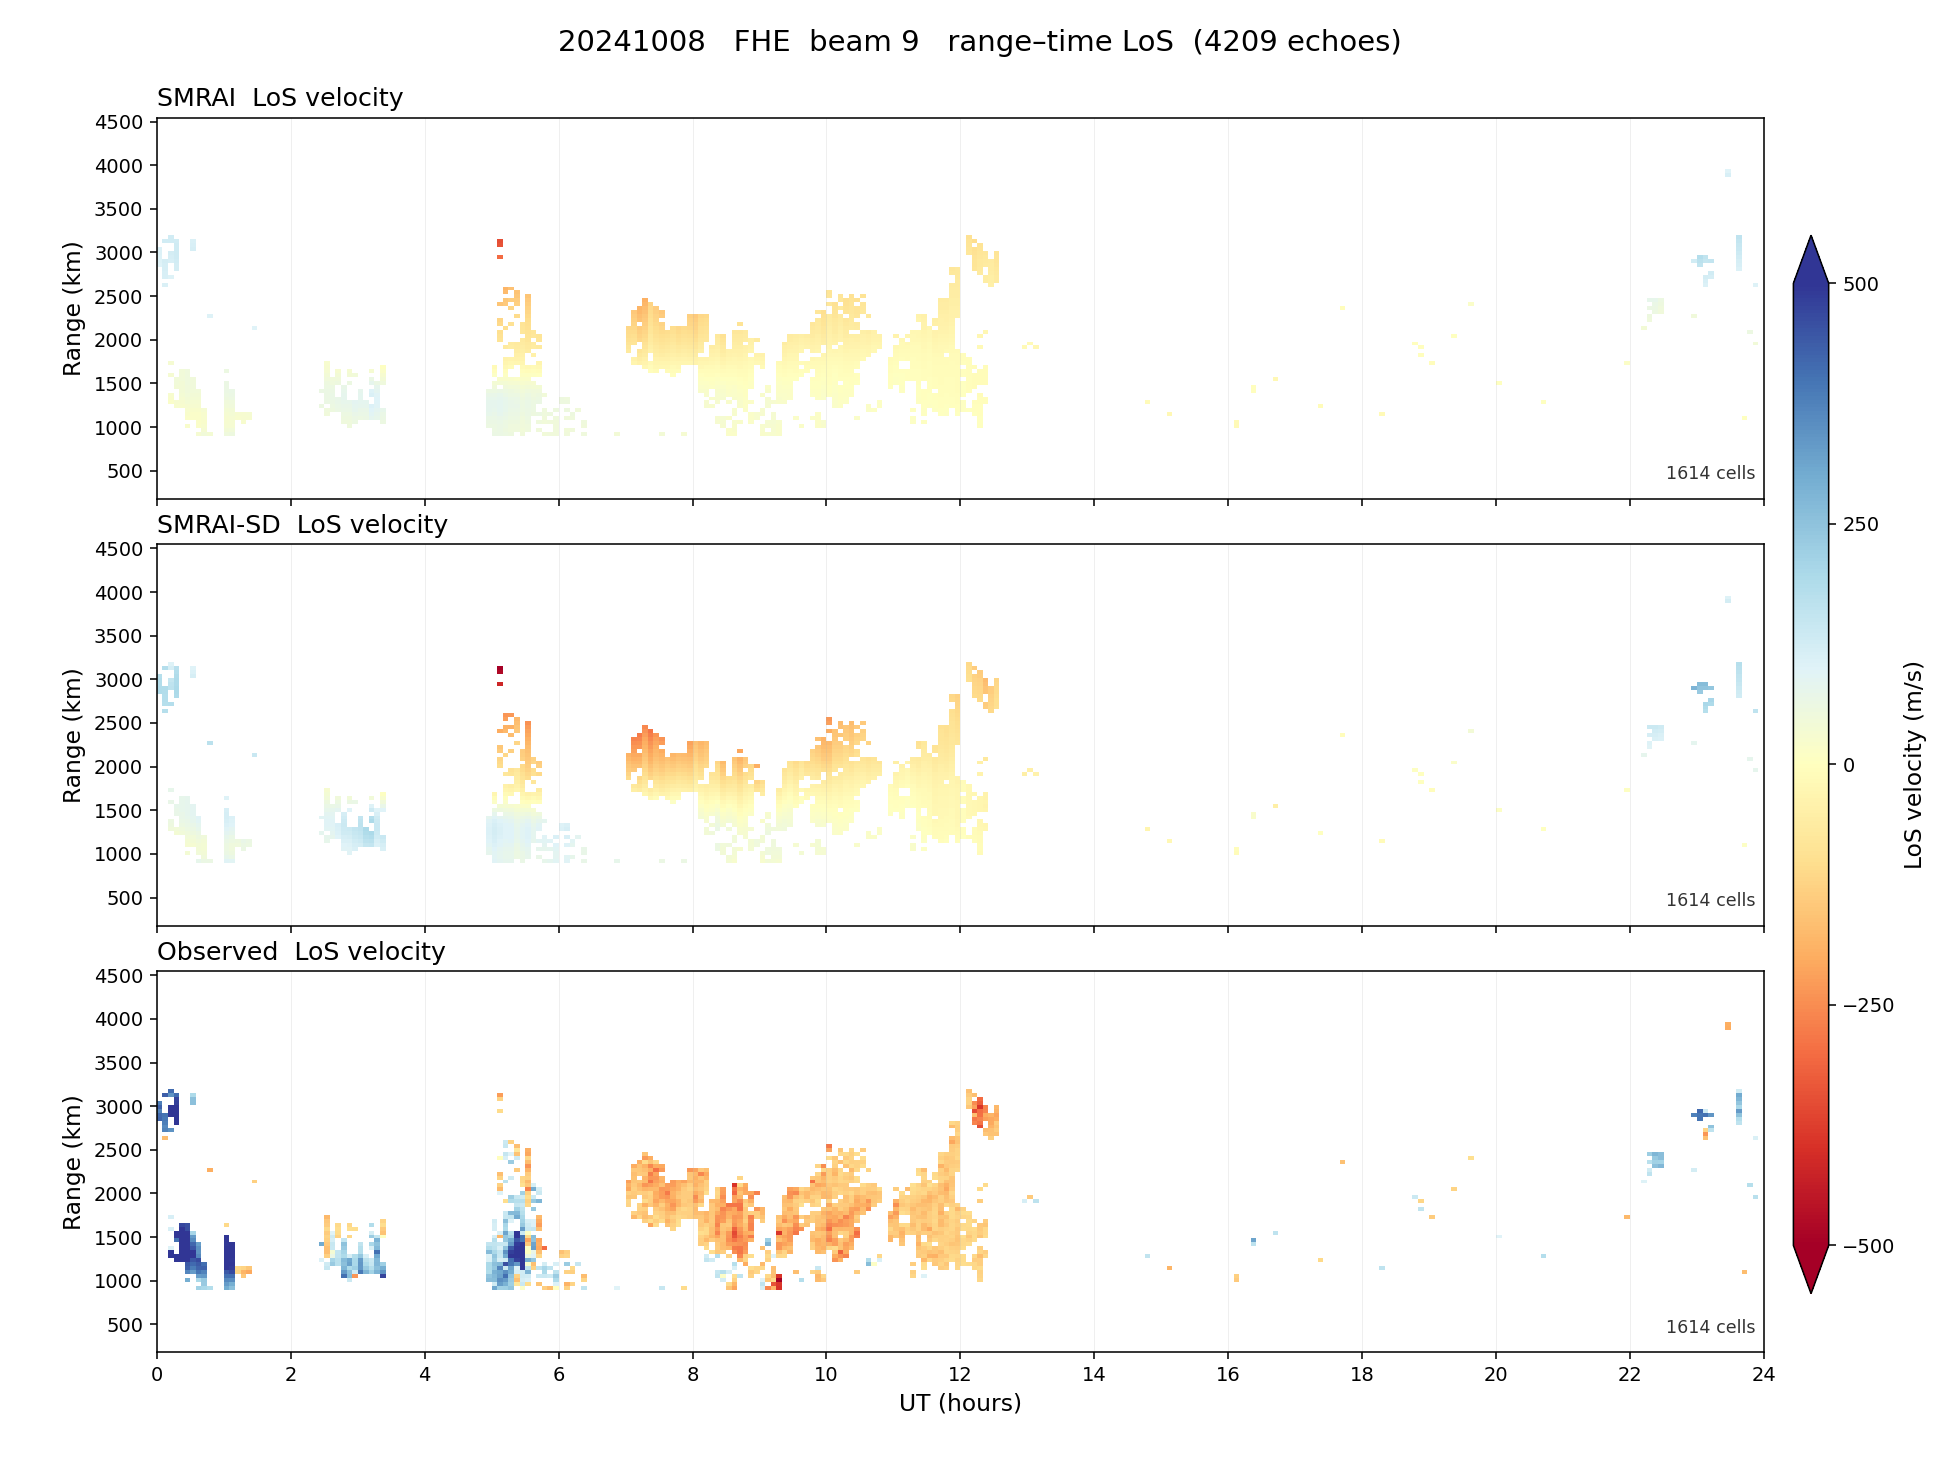 20241008   FHE  beam 9   range–time LoS  (4209 echoes)
SMRAI  LoS velocity
4500
4000
3500
3000
2500
2000
1500
1000
500
Range (km)
1614 cells
SMRAI-SD  LoS velocity
4500
4000
3500
3000
2500
2000
1500
1000
500
Range (km)
1614 cells
Observed  LoS velocity
4500
4000
3500
3000
2500
2000
1500
1000
500
Range (km)
1614 cells
0 2 4 6 8 10 12 14 16 18 20 22 24
UT (hours)
500
250
0
−250
−500
LoS velocity (m/s)